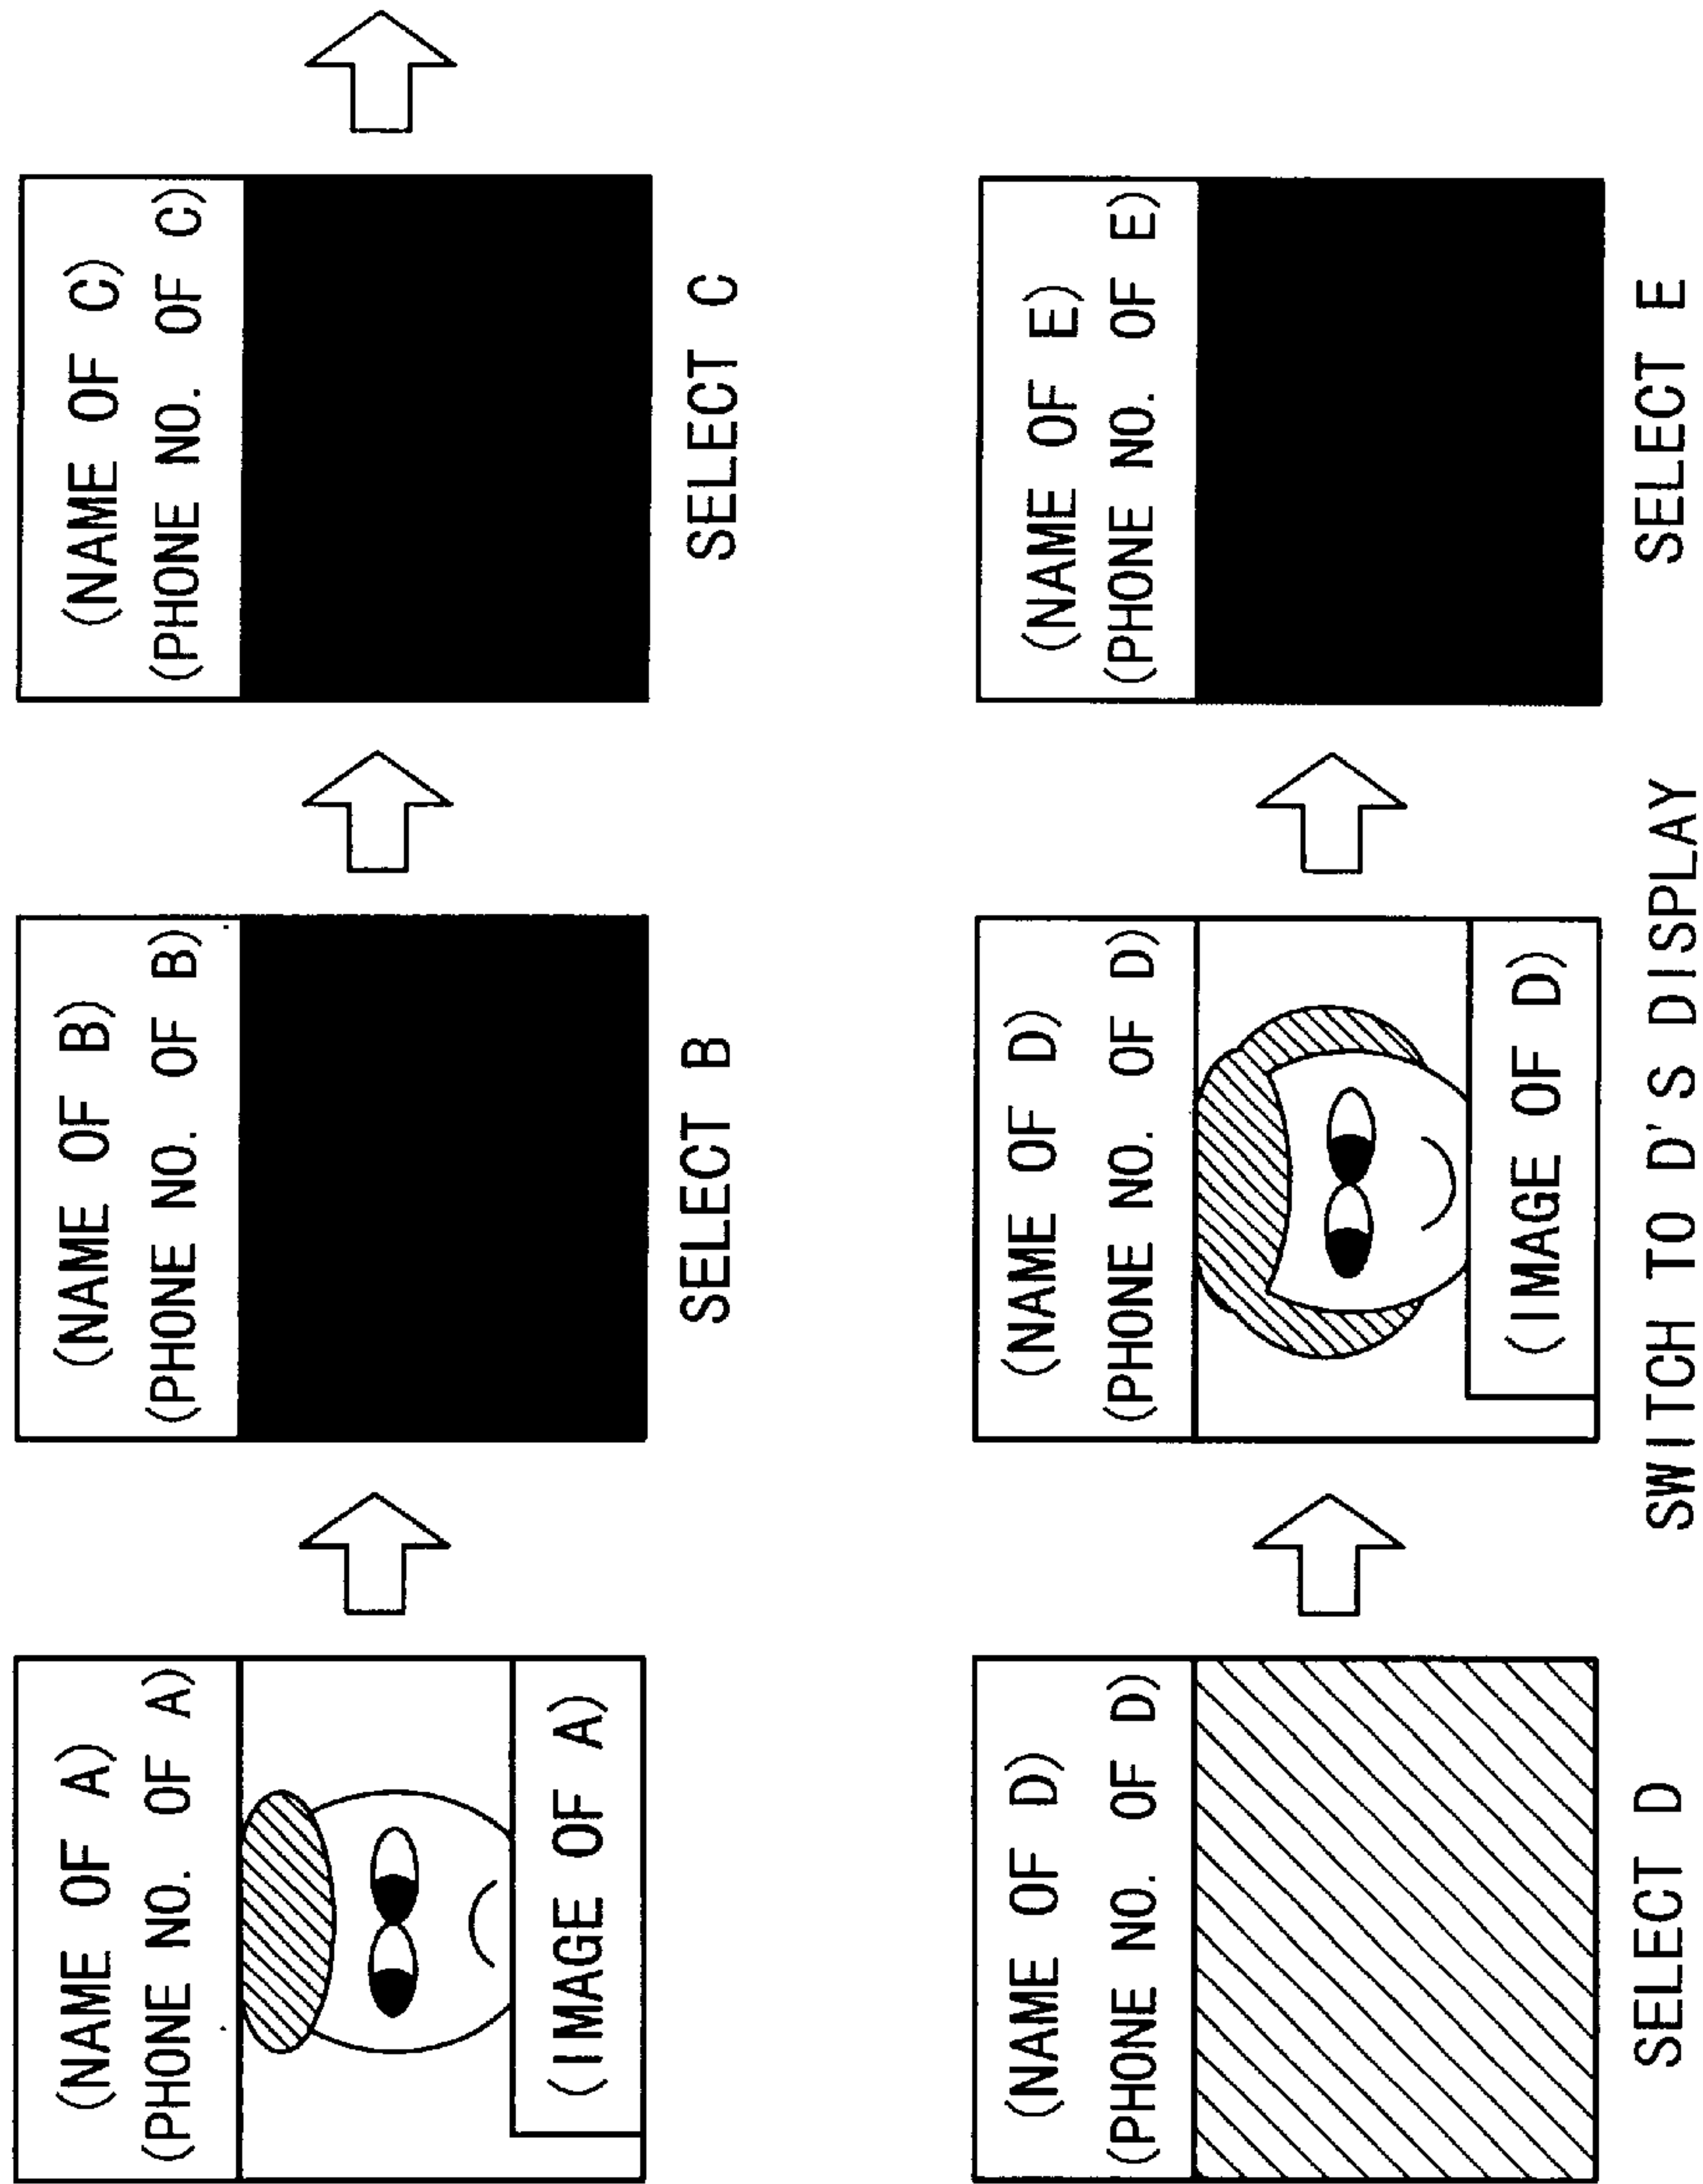 (NAME OF A)
(PHONE NO. OF A)
(IMAGE OF A)
(NAME OF B)
(PHONE NO. OF B)
SELECT B
(NAME OF C)
(PHONE NO. OF C)
SELECT C
(NAME OF D)
(PHONE NO. OF D)
SELECT D
(NAME OF D)
(PHONE NO. OF D)
(IMAGE OF D)
SWITCH TO D'S DISPLAY
(NAME OF E)
(PHONE NO. OF E)
SELECT E